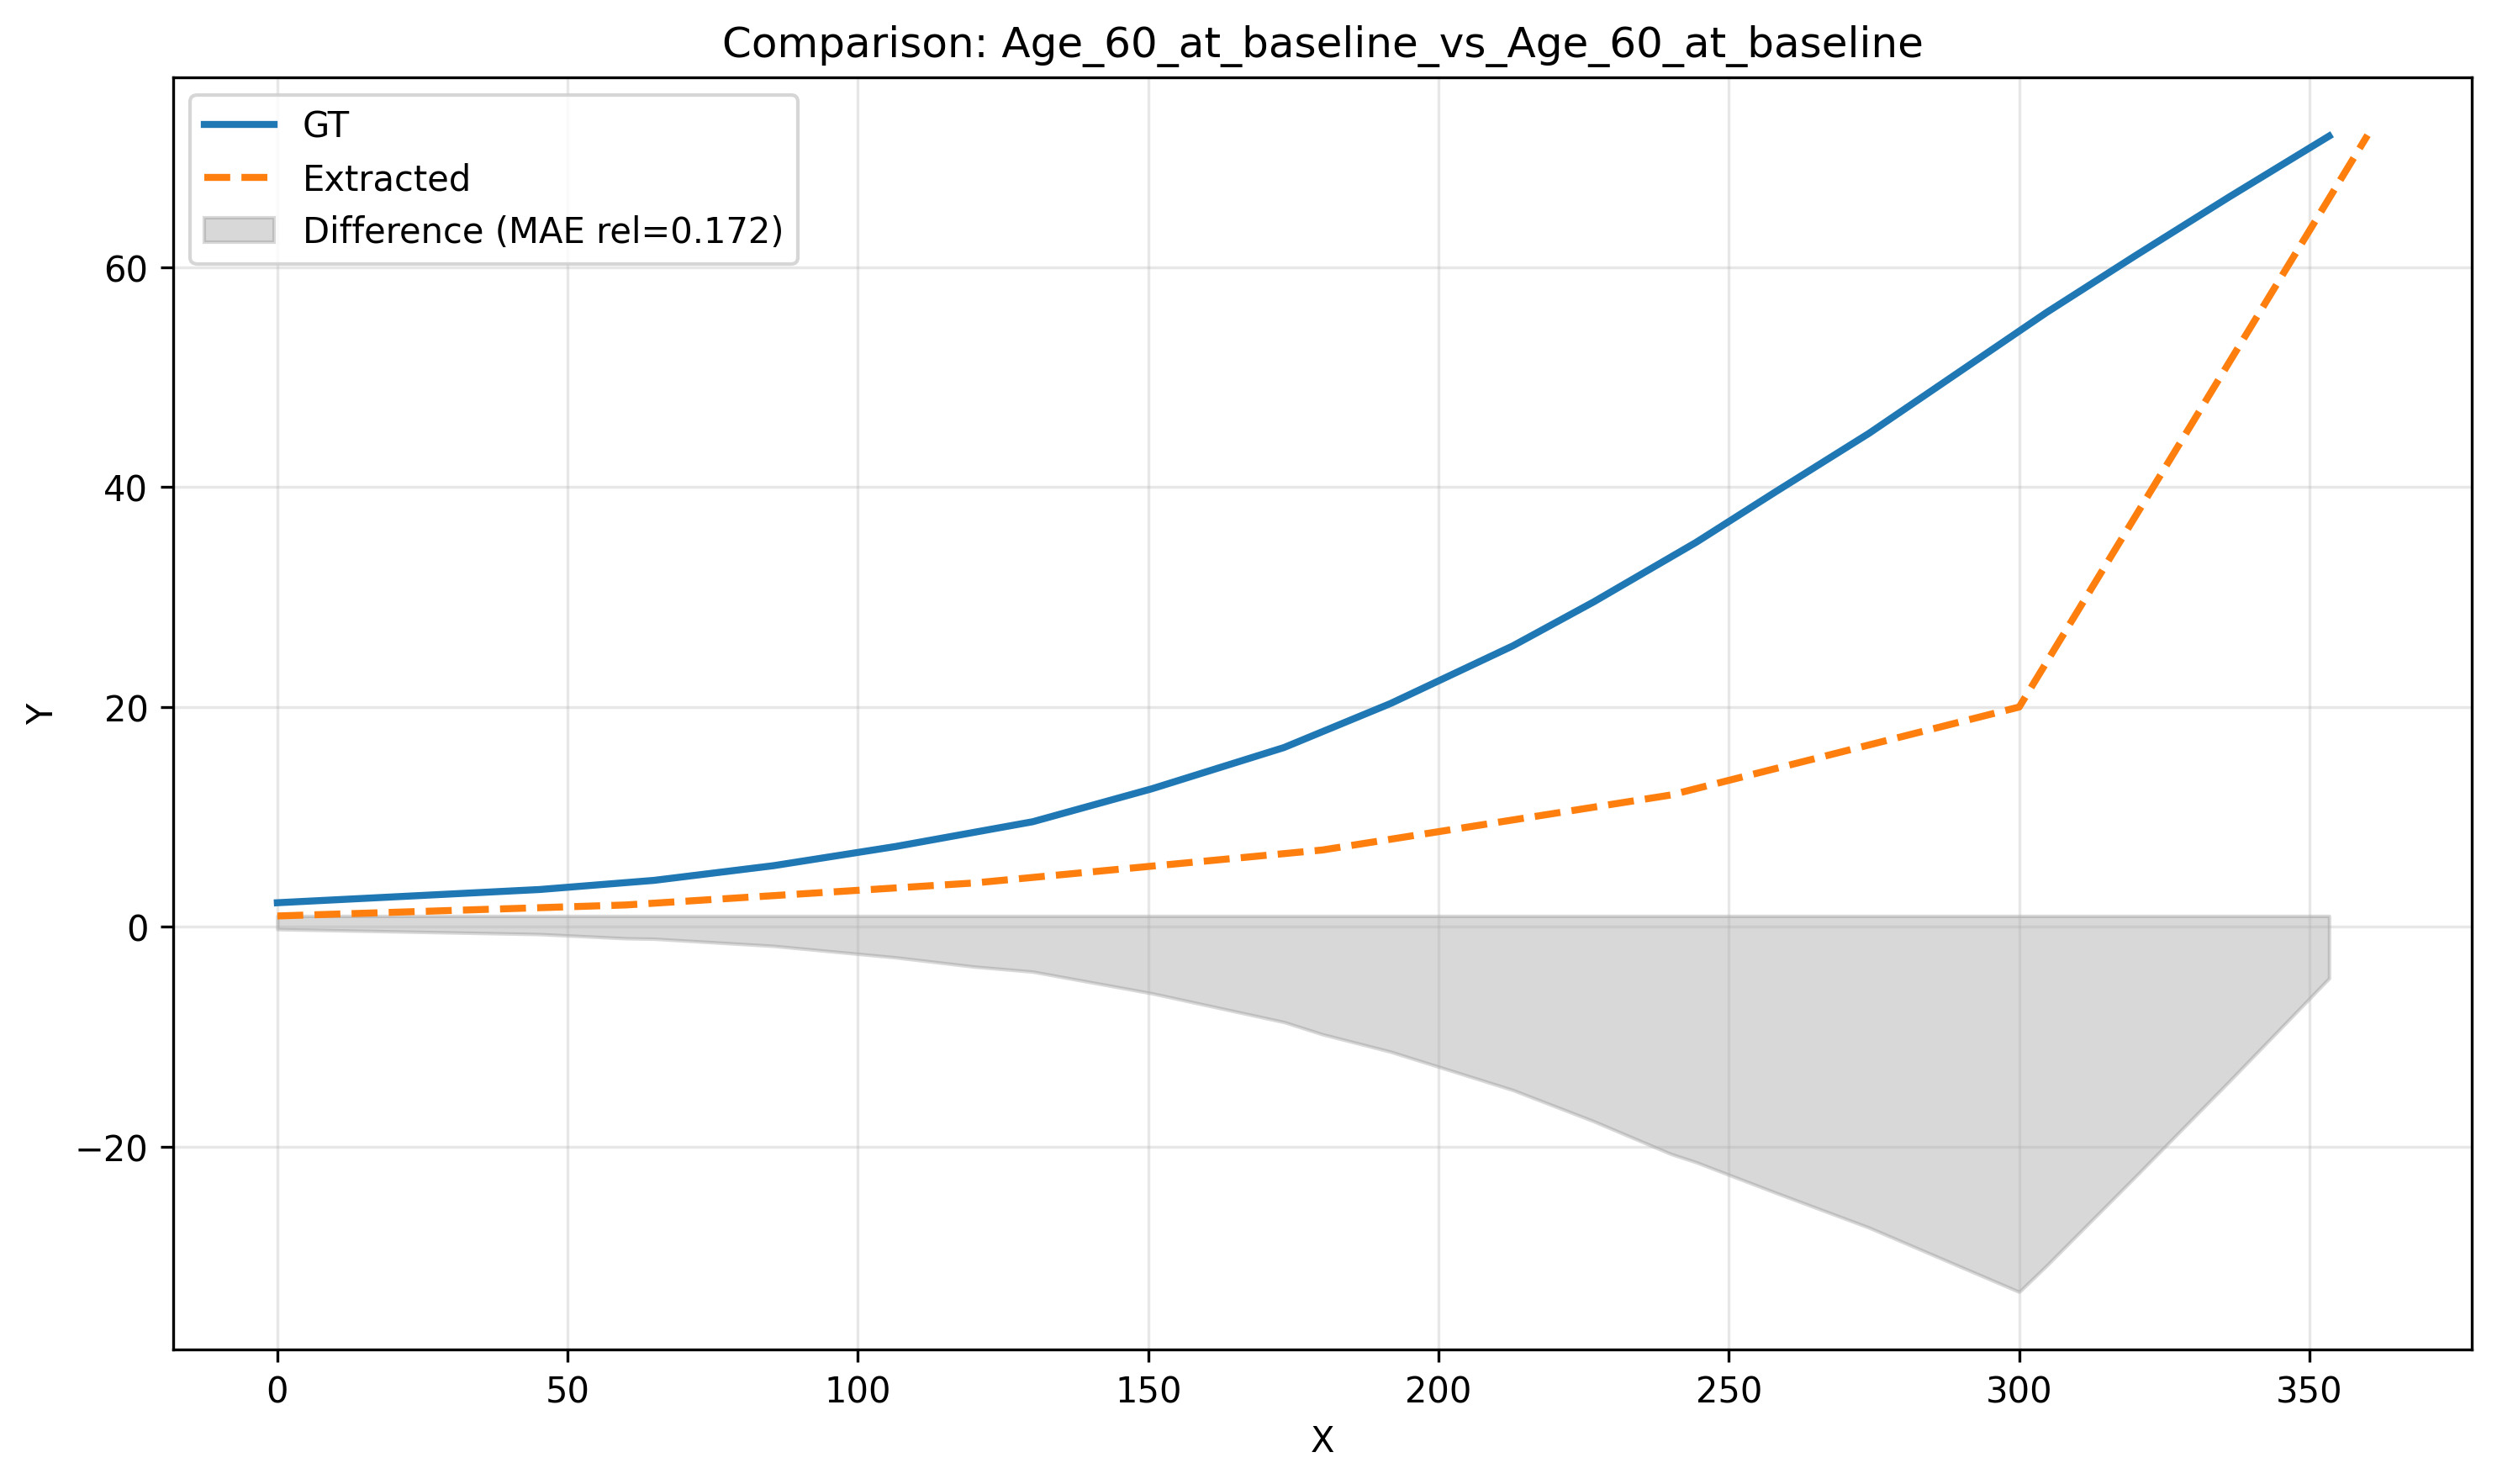 Comparison: Age_60_at_baseline_vs_Age_60_at_baseline
GT
Extracted
Difference (MAE rel=0.172)
Y
60
40
20
0
−20
0 50 100 150 200 250 300 350
X